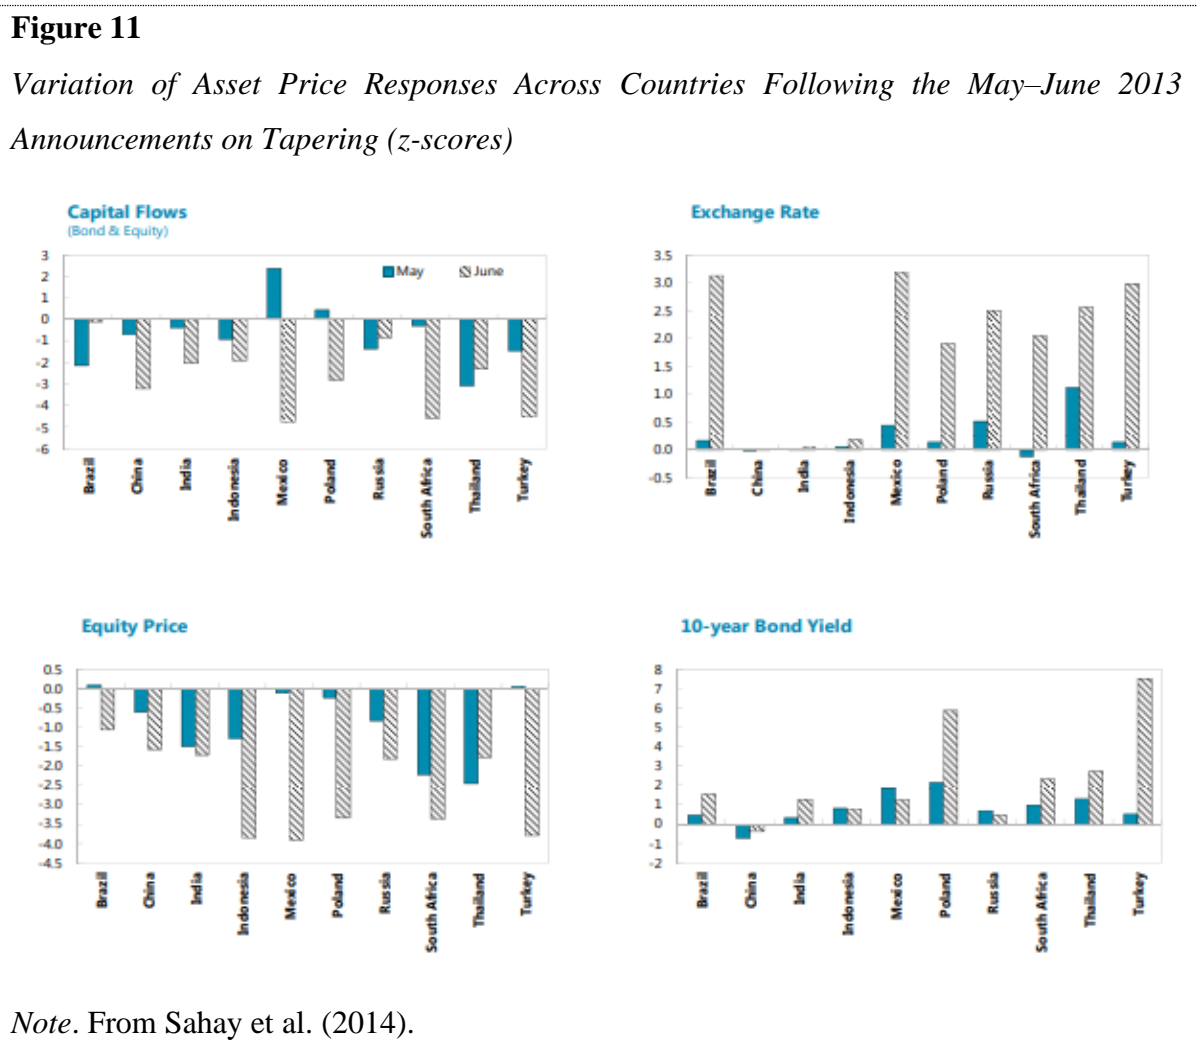 Figure 11
Variation of Asset Price Responses Across Countries Following the May–June 2013
Announcements on Tapering (z-scores)
Capital Flows
(Bond & Equity)
3
2
1
0
-1
-2
-3
-4
-5
-6
May
June
Brazil
China
India
Indonesia
Mexico
Poland
Russia
South Africa
Thailand
Turkey
Exchange Rate
3.5
3.0
2.5
2.0
1.5
1.0
0.5
0.0
-0.5
Brazil
China
India
Indonesia
Mexico
Poland
Russia
South Africa
Thailand
Turkey
Equity Price
0.5
0.0
-0.5
-1.0
-1.5
-2.0
-2.5
-3.0
-3.5
-4.0
-4.5
Brazil
China
India
Indonesia
Mexico
Poland
Russia
South Africa
Thailand
Turkey
10-year Bond Yield
8
7
6
5
4
3
2
1
0
-1
-2
Brazil
China
India
Indonesia
Mexico
Poland
Russia
South Africa
Thailand
Turkey
Note. From Sahay et al. (2014).